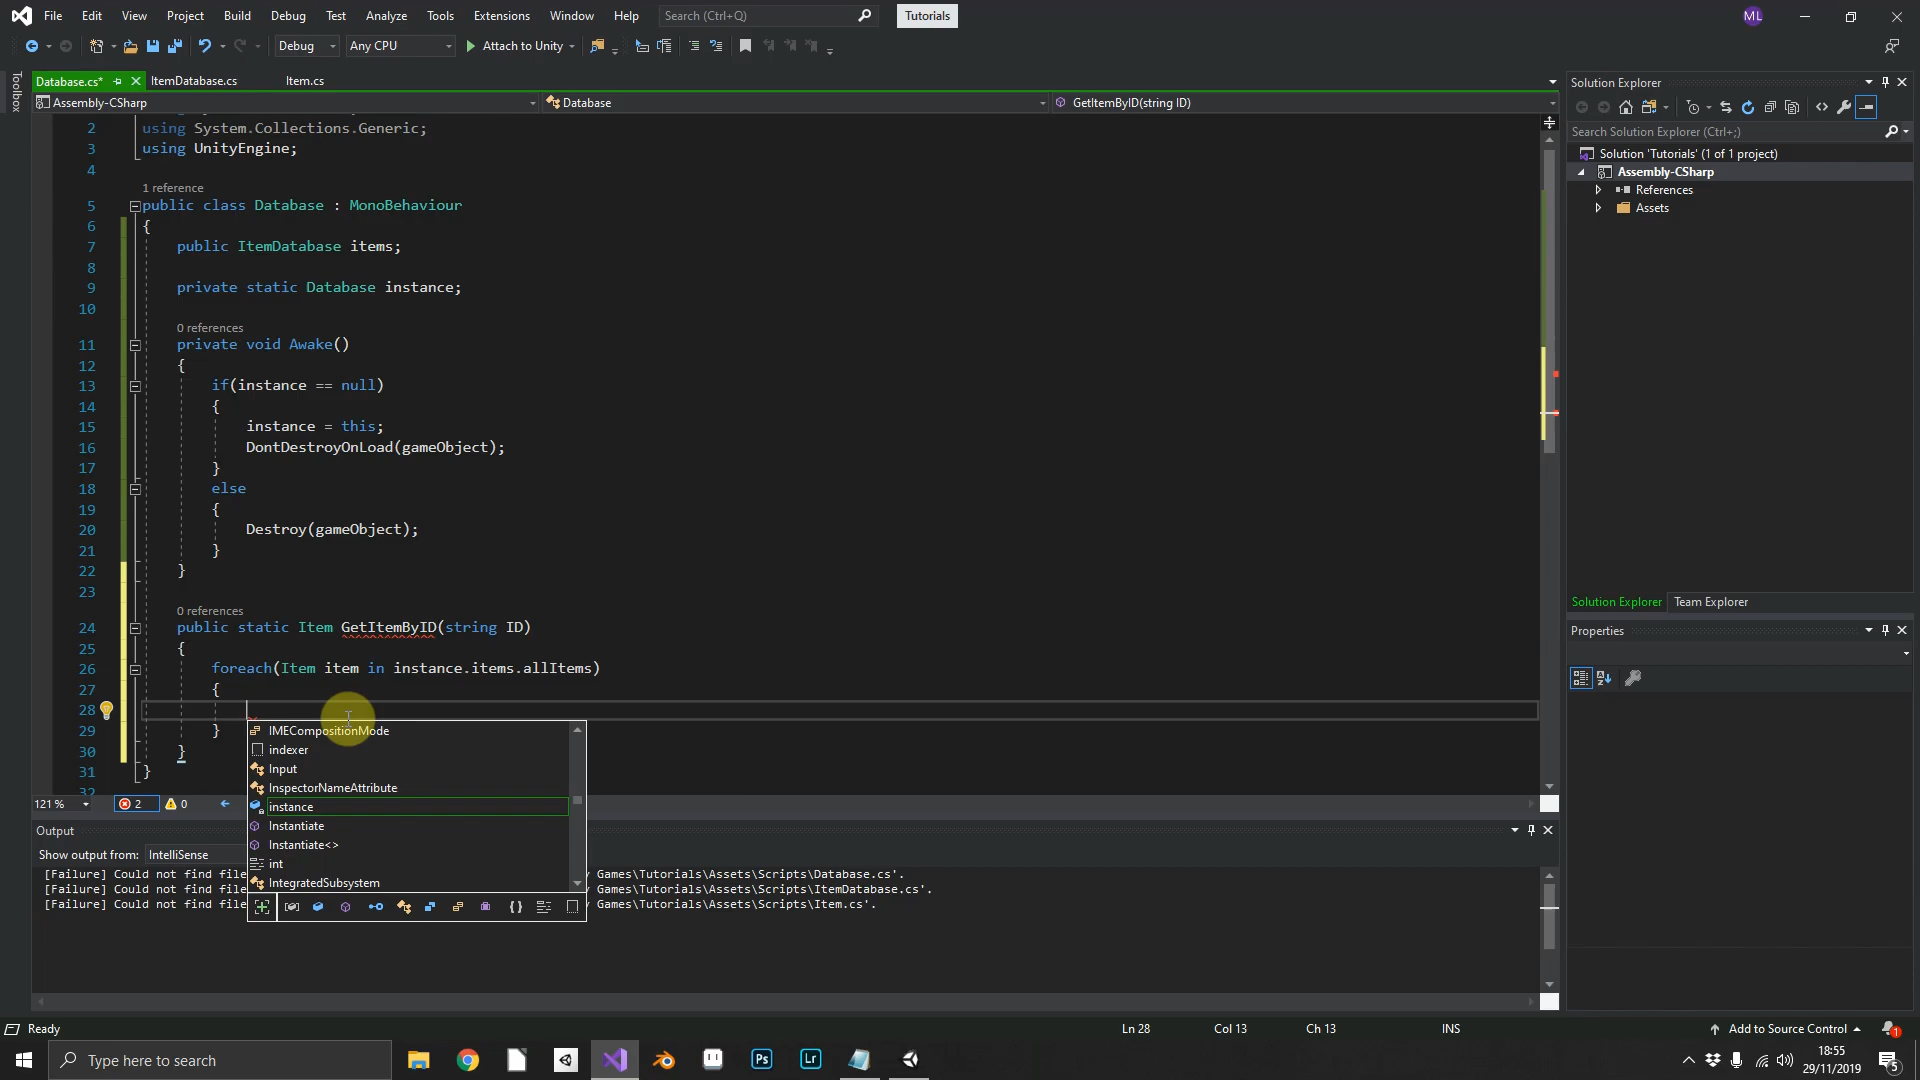 File Edit View Project Build Debug Test Analyze Tools Extensions Window Help Search (Ctrl+Q) Tutorials ML
Debug Any CPU Attach to Unity
Toolbox
Database.cs* ItemDatabase.cs Item.cs
Assembly-CSharp Database GetItemByID(string ID)
2 using System.Collections.Generic;
3 using UnityEngine;
4
1 reference
5 public class Database : MonoBehaviour
6 {
7 public ItemDatabase items;
8
9 private static Database instance;
10
0 references
11 private void Awake()
12 {
13 if(instance == null)
14 {
15 instance = this;
16 DontDestroyOnLoad(gameObject);
17 }
18 else
19 {
20 Destroy(gameObject);
21 }
22 }
23
0 references
24 public static Item GetItemByID(string ID)
25 {
26 foreach(Item item in instance.items.allItems)
27 {
28
29 }
30 }
31 }
32
IMECompositionMode
indexer
Input
InspectorNameAttribute
instance
Instantiate
Instantiate<>
int
IntegratedSubsystem
121 % 2 0
Output
Show output from: IntelliSense
[Failure] Could not find file Games\Tutorials\Assets\Scripts\Database.cs'.
[Failure] Could not find file Games\Tutorials\Assets\Scripts\ItemDatabase.cs'.
[Failure] Could not find file Games\Tutorials\Assets\Scripts\Item.cs'.
Solution Explorer
Search Solution Explorer (Ctrl+;)
Solution 'Tutorials' (1 of 1 project)
Assembly-CSharp
References
Assets
Solution Explorer Team Explorer
Properties
Ready Ln 28 Col 13 Ch 13 INS Add to Source Control 1
Type here to search Ps Lr 18:55
29/11/2019 5